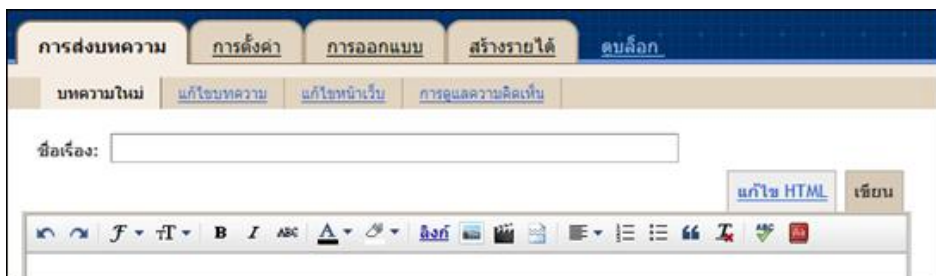 การส่งบทความ การตั้งค่า การออกแบบ สร้างรายได้ ดูบล็อก
บทความใหม่ แก้ไขบทความ แก้ไขหน้าเว็บ การดูแลความคิดเห็น
ชื่อเรื่อง:
แก้ไข HTML เขียน
F TT B I ABC A ลิงก์ “ T ABC